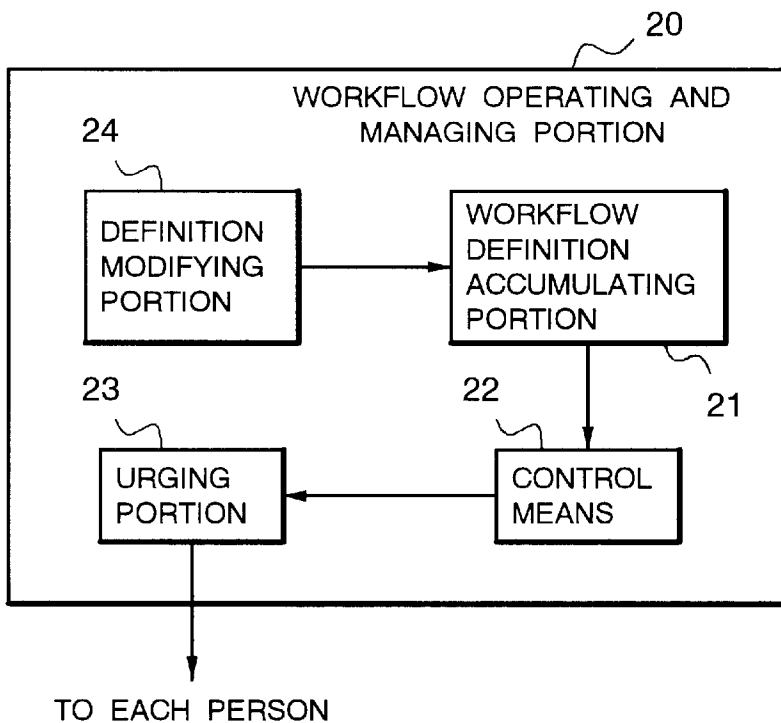 20
WORKFLOW OPERATING AND
MANAGING PORTION
24
DEFINITION
MODIFYING
PORTION
WORKFLOW
DEFINITION
ACCUMULATING
PORTION
21
23
URGING
PORTION
22
CONTROL
MEANS
TO EACH PERSON